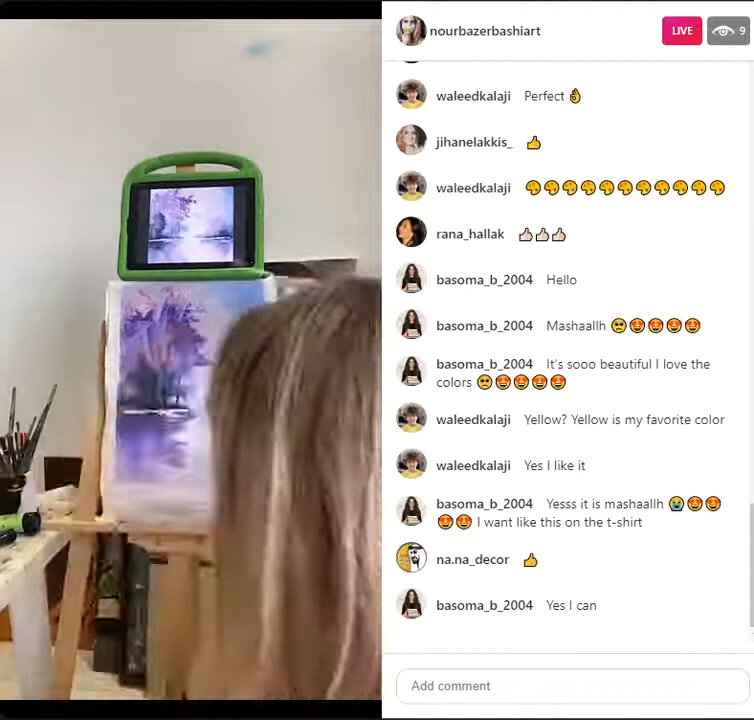 nourbazerbashiart
LIVE
9
waleedkalaji Perfect 👌
jihanelakkis_ 👍
waleedkalaji 🎨🎨🎨🎨🎨🎨🎨🎨🎨🎨🎨
rana_hallak 👍🏻👍🏻👍🏻
basoma_b_2004 Hello
basoma_b_2004 Mashaallh 🥺😍😍😍😍
basoma_b_2004 It's sooo beautiful I love the
colors 🥺😍😍😍😍
waleedkalaji Yellow? Yellow is my favorite color
waleedkalaji Yes I like it
basoma_b_2004 Yesss it is mashaallh 😭😍😍
😍😍 I want like this on the t-shirt
na.na_decor 👍
basoma_b_2004 Yes I can
Add comment